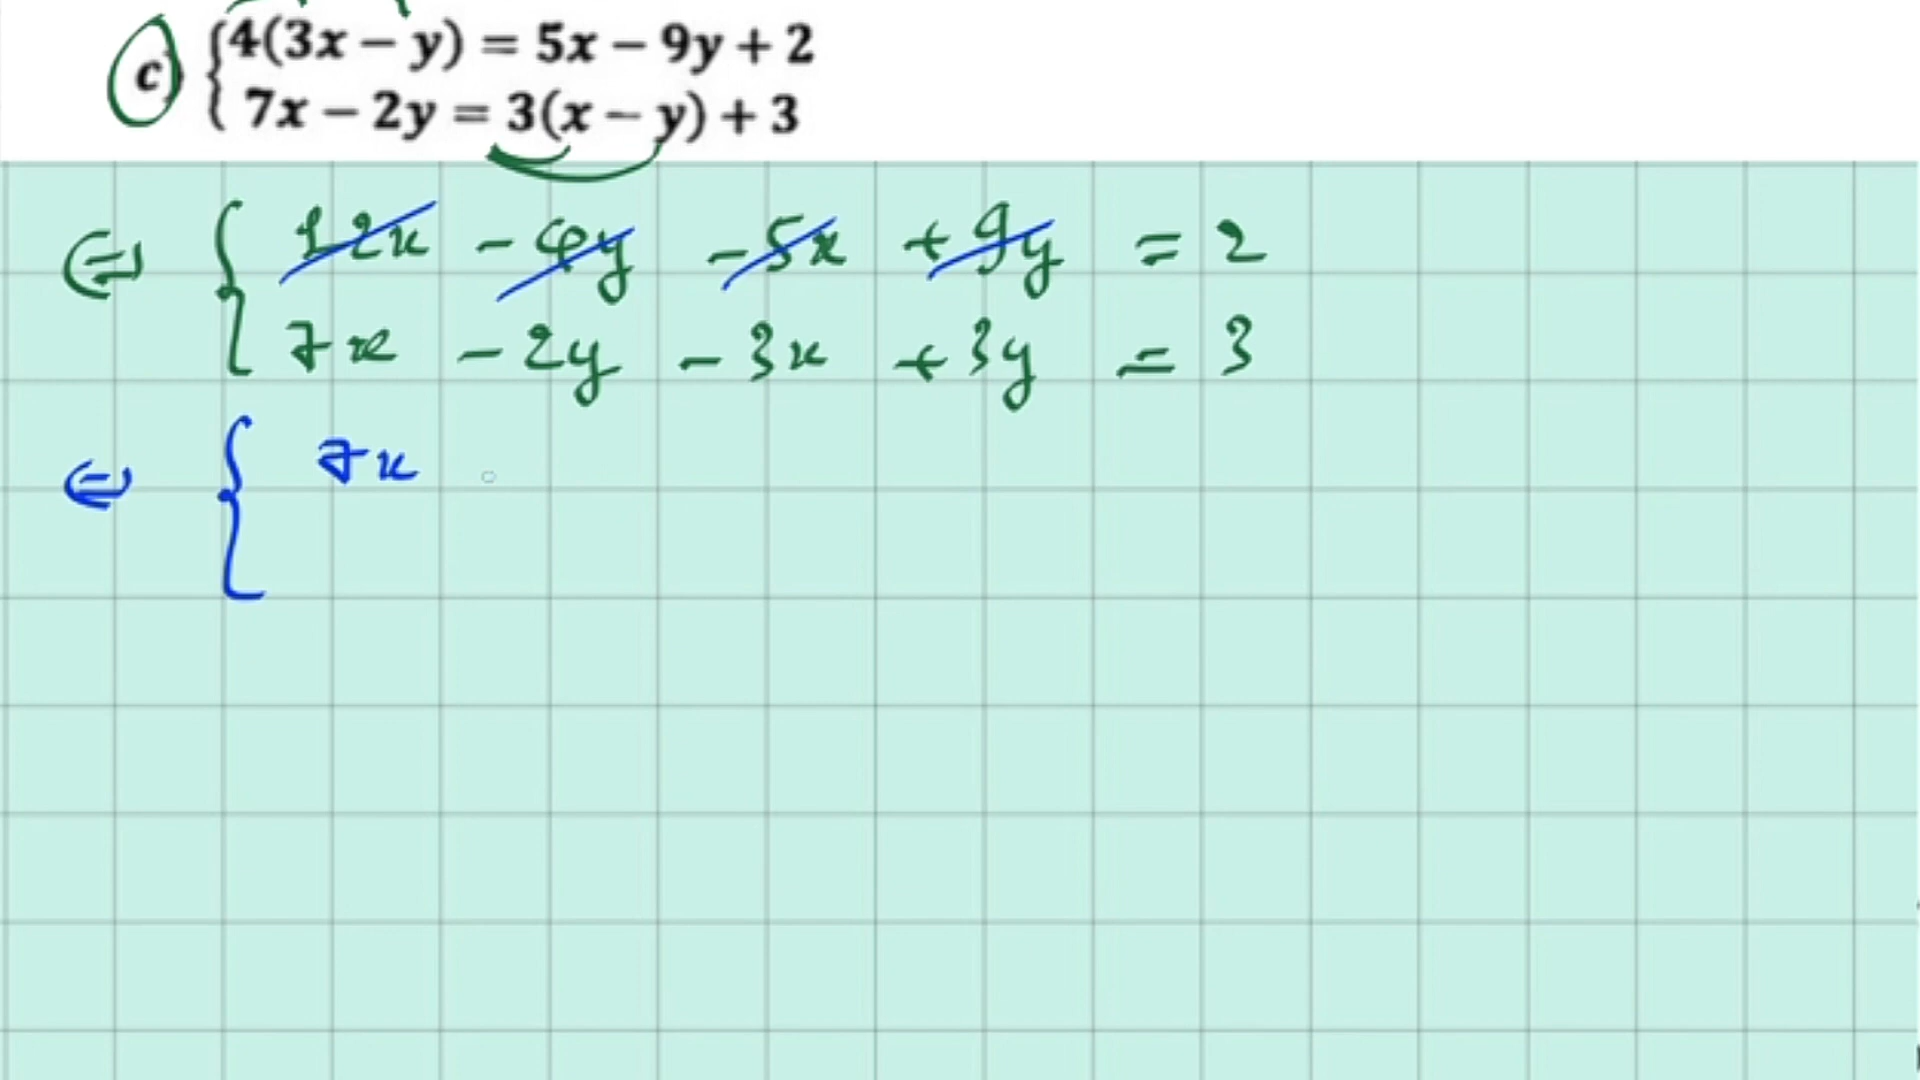 c) { 4(3x − y) = 5x − 9y + 2
7x − 2y = 3(x − y) + 3
⇔ { 12x − 4y − 5x + 9y = 2
7x − 2y − 3x + 3y = 3
⇔ { 7x